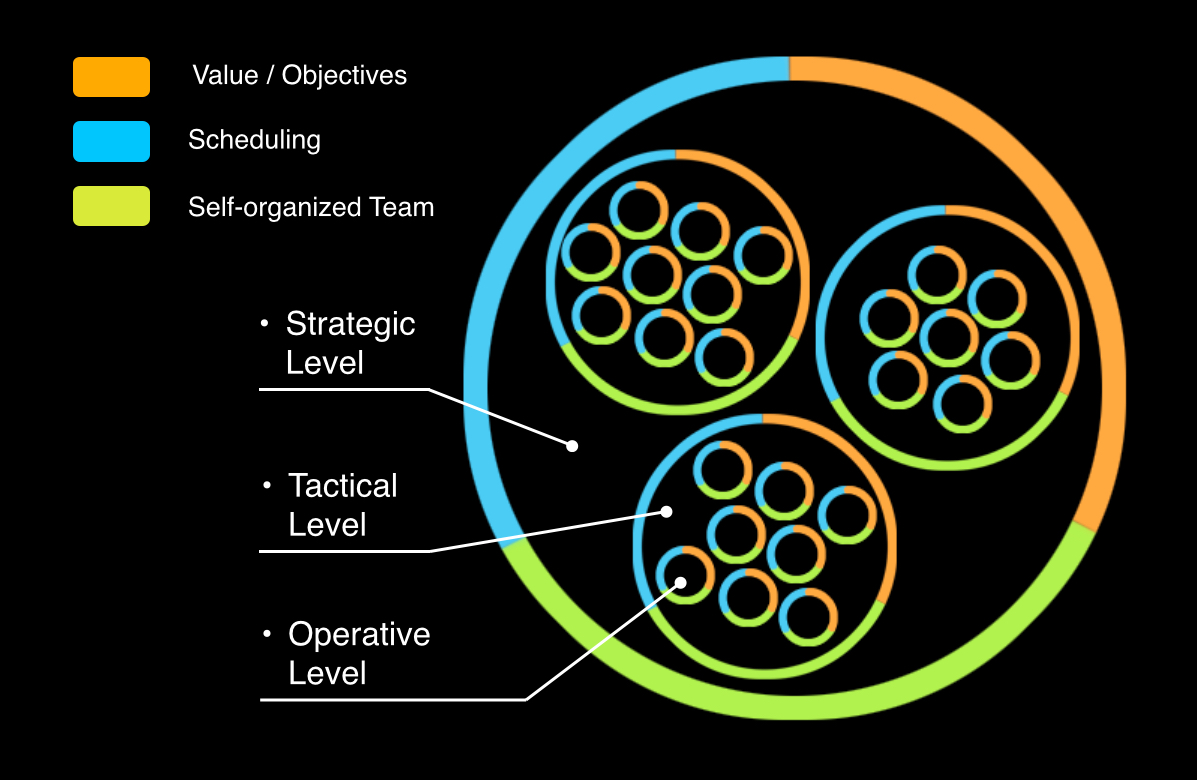 Value / Objectives
Scheduling
Self-organized Team
• Strategic
Level
• Tactical
Level
• Operative
Level